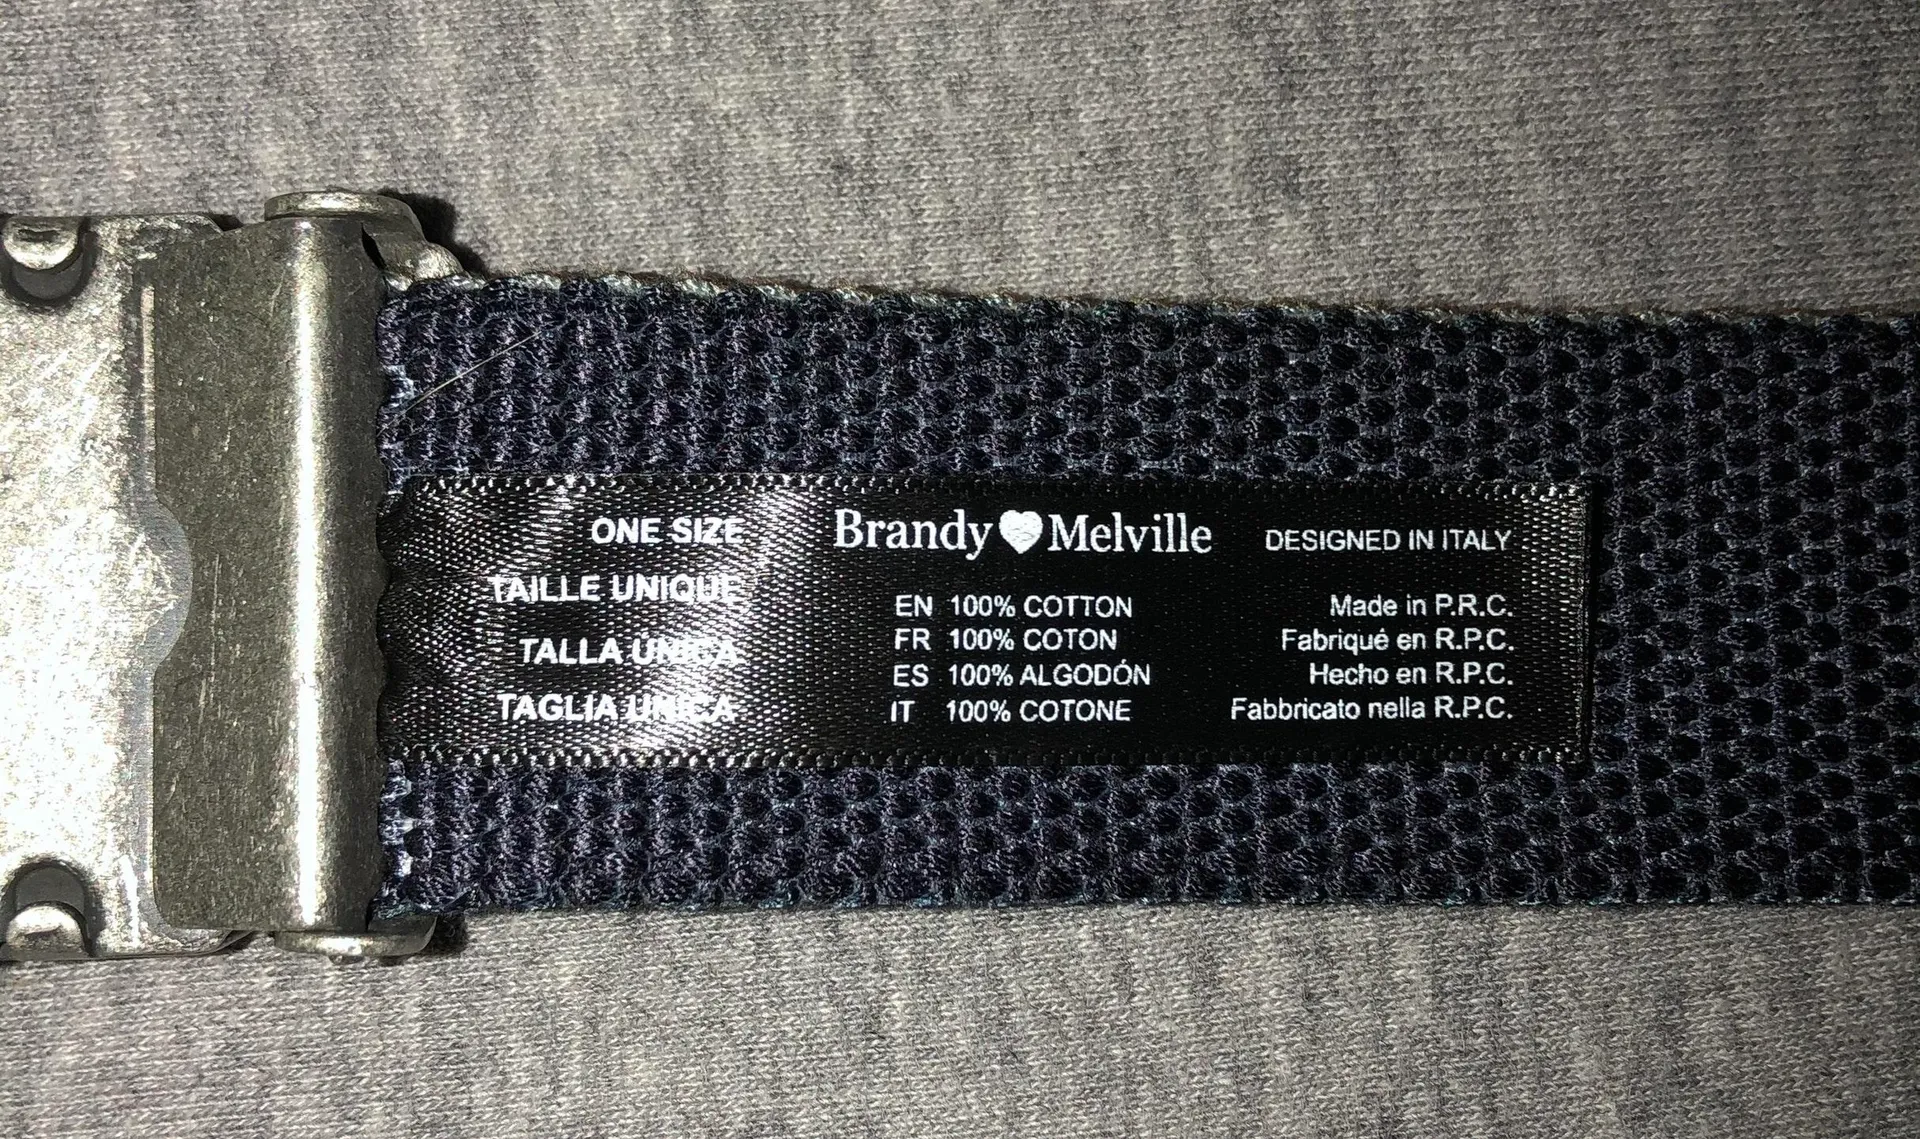 ONE SIZE
TAILLE UNIQUE
TALLA UNICA
TAGLIA UNICA
Brandy♥Melville
EN 100% COTTON
FR 100% COTON
ES 100% ALGODÓN
IT 100% COTONE
DESIGNED IN ITALY
Made in P.R.C.
Fabriqué en R.P.C.
Hecho en R.P.C.
Fabbricato nella R.P.C.